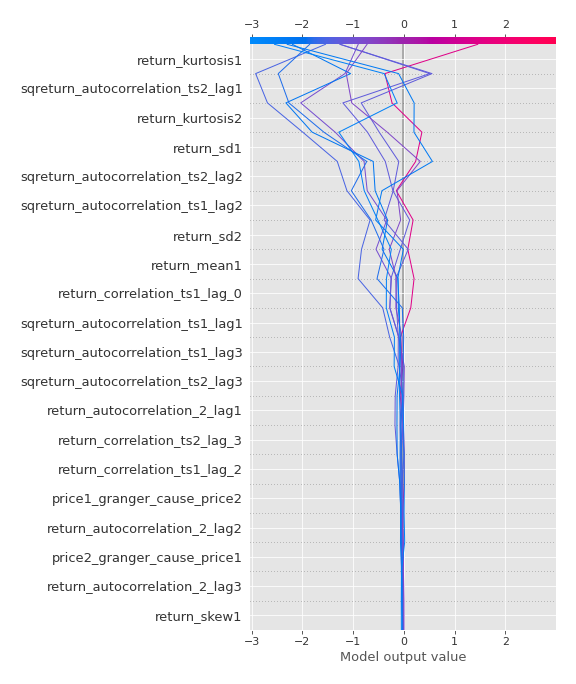 −3 −2 −1 0 1 2
return_kurtosis1
sqreturn_autocorrelation_ts2_lag1
return_kurtosis2
return_sd1
sqreturn_autocorrelation_ts2_lag2
sqreturn_autocorrelation_ts1_lag2
return_sd2
return_mean1
return_correlation_ts1_lag_0
sqreturn_autocorrelation_ts1_lag1
sqreturn_autocorrelation_ts1_lag3
sqreturn_autocorrelation_ts2_lag3
return_autocorrelation_2_lag1
return_correlation_ts2_lag_3
return_correlation_ts1_lag_2
price1_granger_cause_price2
return_autocorrelation_2_lag2
price2_granger_cause_price1
return_autocorrelation_2_lag3
return_skew1
−3 −2 −1 0 1 2
Model output value